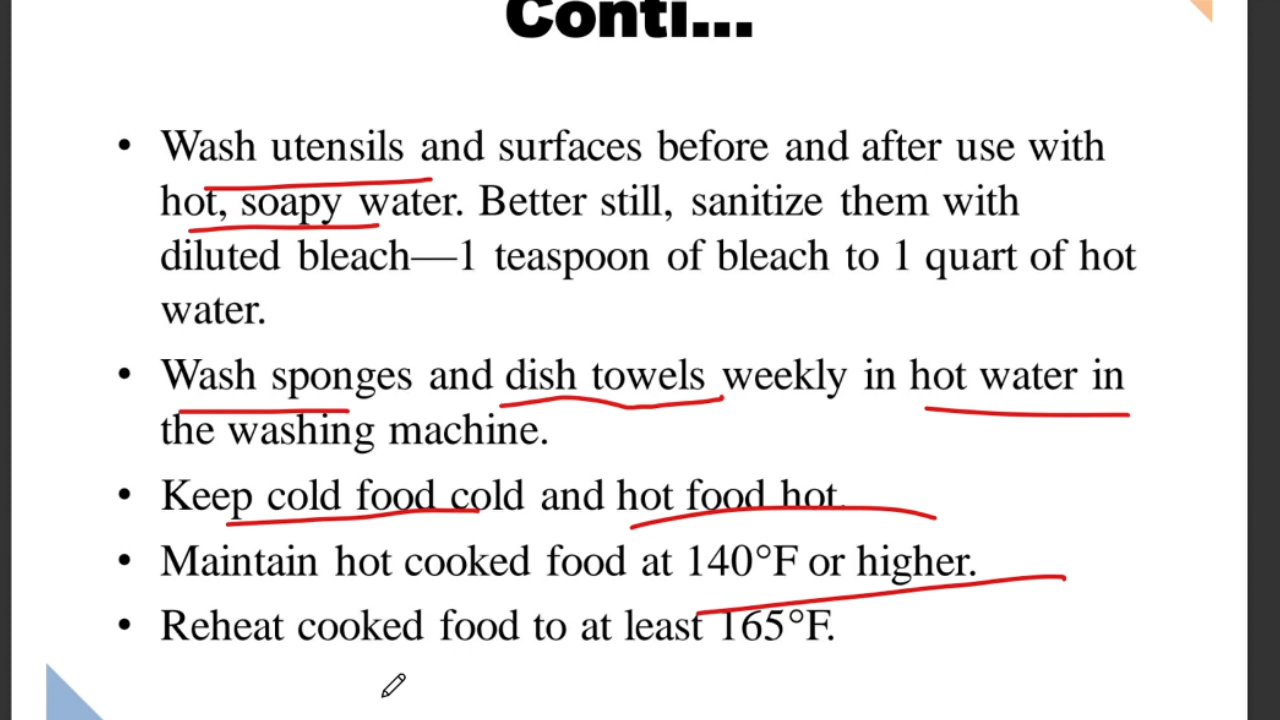 Conti...
• Wash utensils and surfaces before and after use with
hot, soapy water. Better still, sanitize them with
diluted bleach—1 teaspoon of bleach to 1 quart of hot
water.
• Wash sponges and dish towels weekly in hot water in
the washing machine.
• Keep cold food cold and hot food hot.
• Maintain hot cooked food at 140°F or higher.
• Reheat cooked food to at least 165°F.